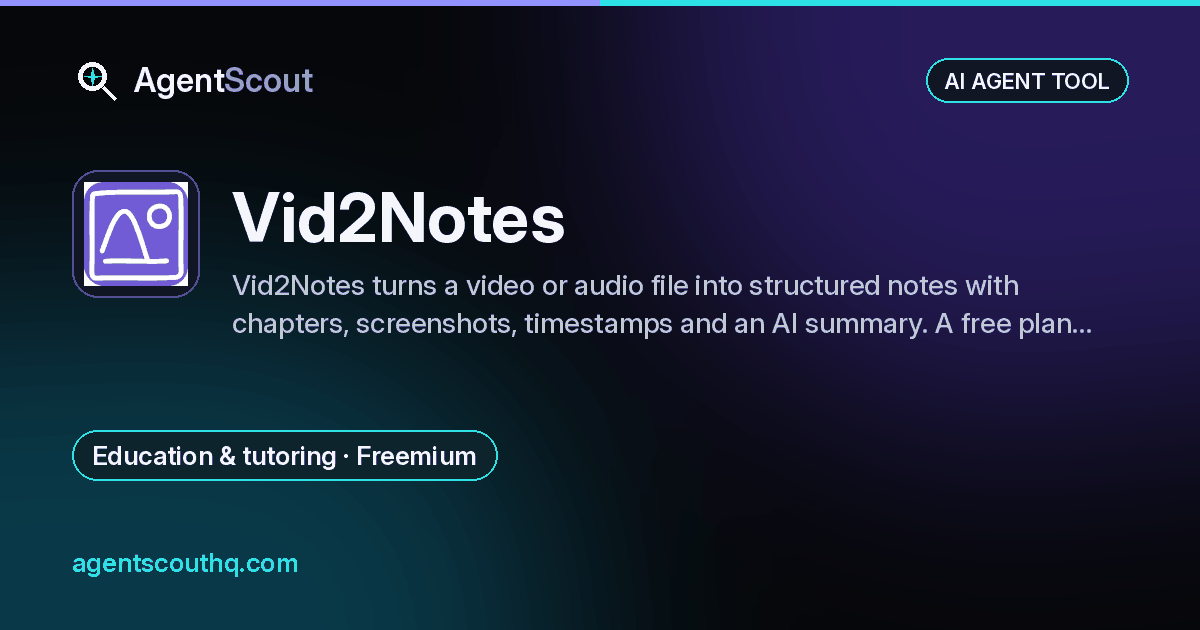 AgentScout
AI AGENT TOOL
Vid2Notes
Vid2Notes turns a video or audio file into structured notes with
chapters, screenshots, timestamps and an AI summary. A free plan...
Education & tutoring · Freemium
agentscouthq.com